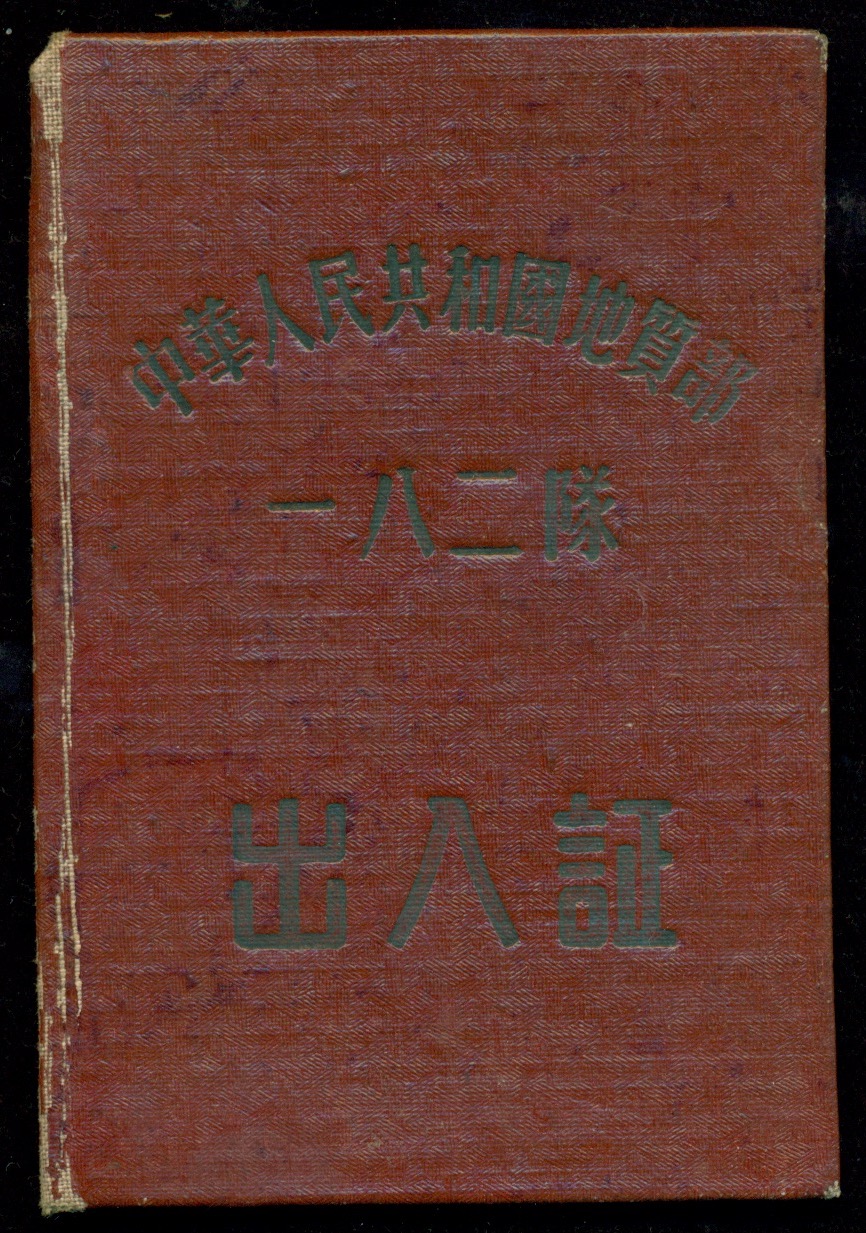 中華人民共和國地質部
一八二隊
出入証